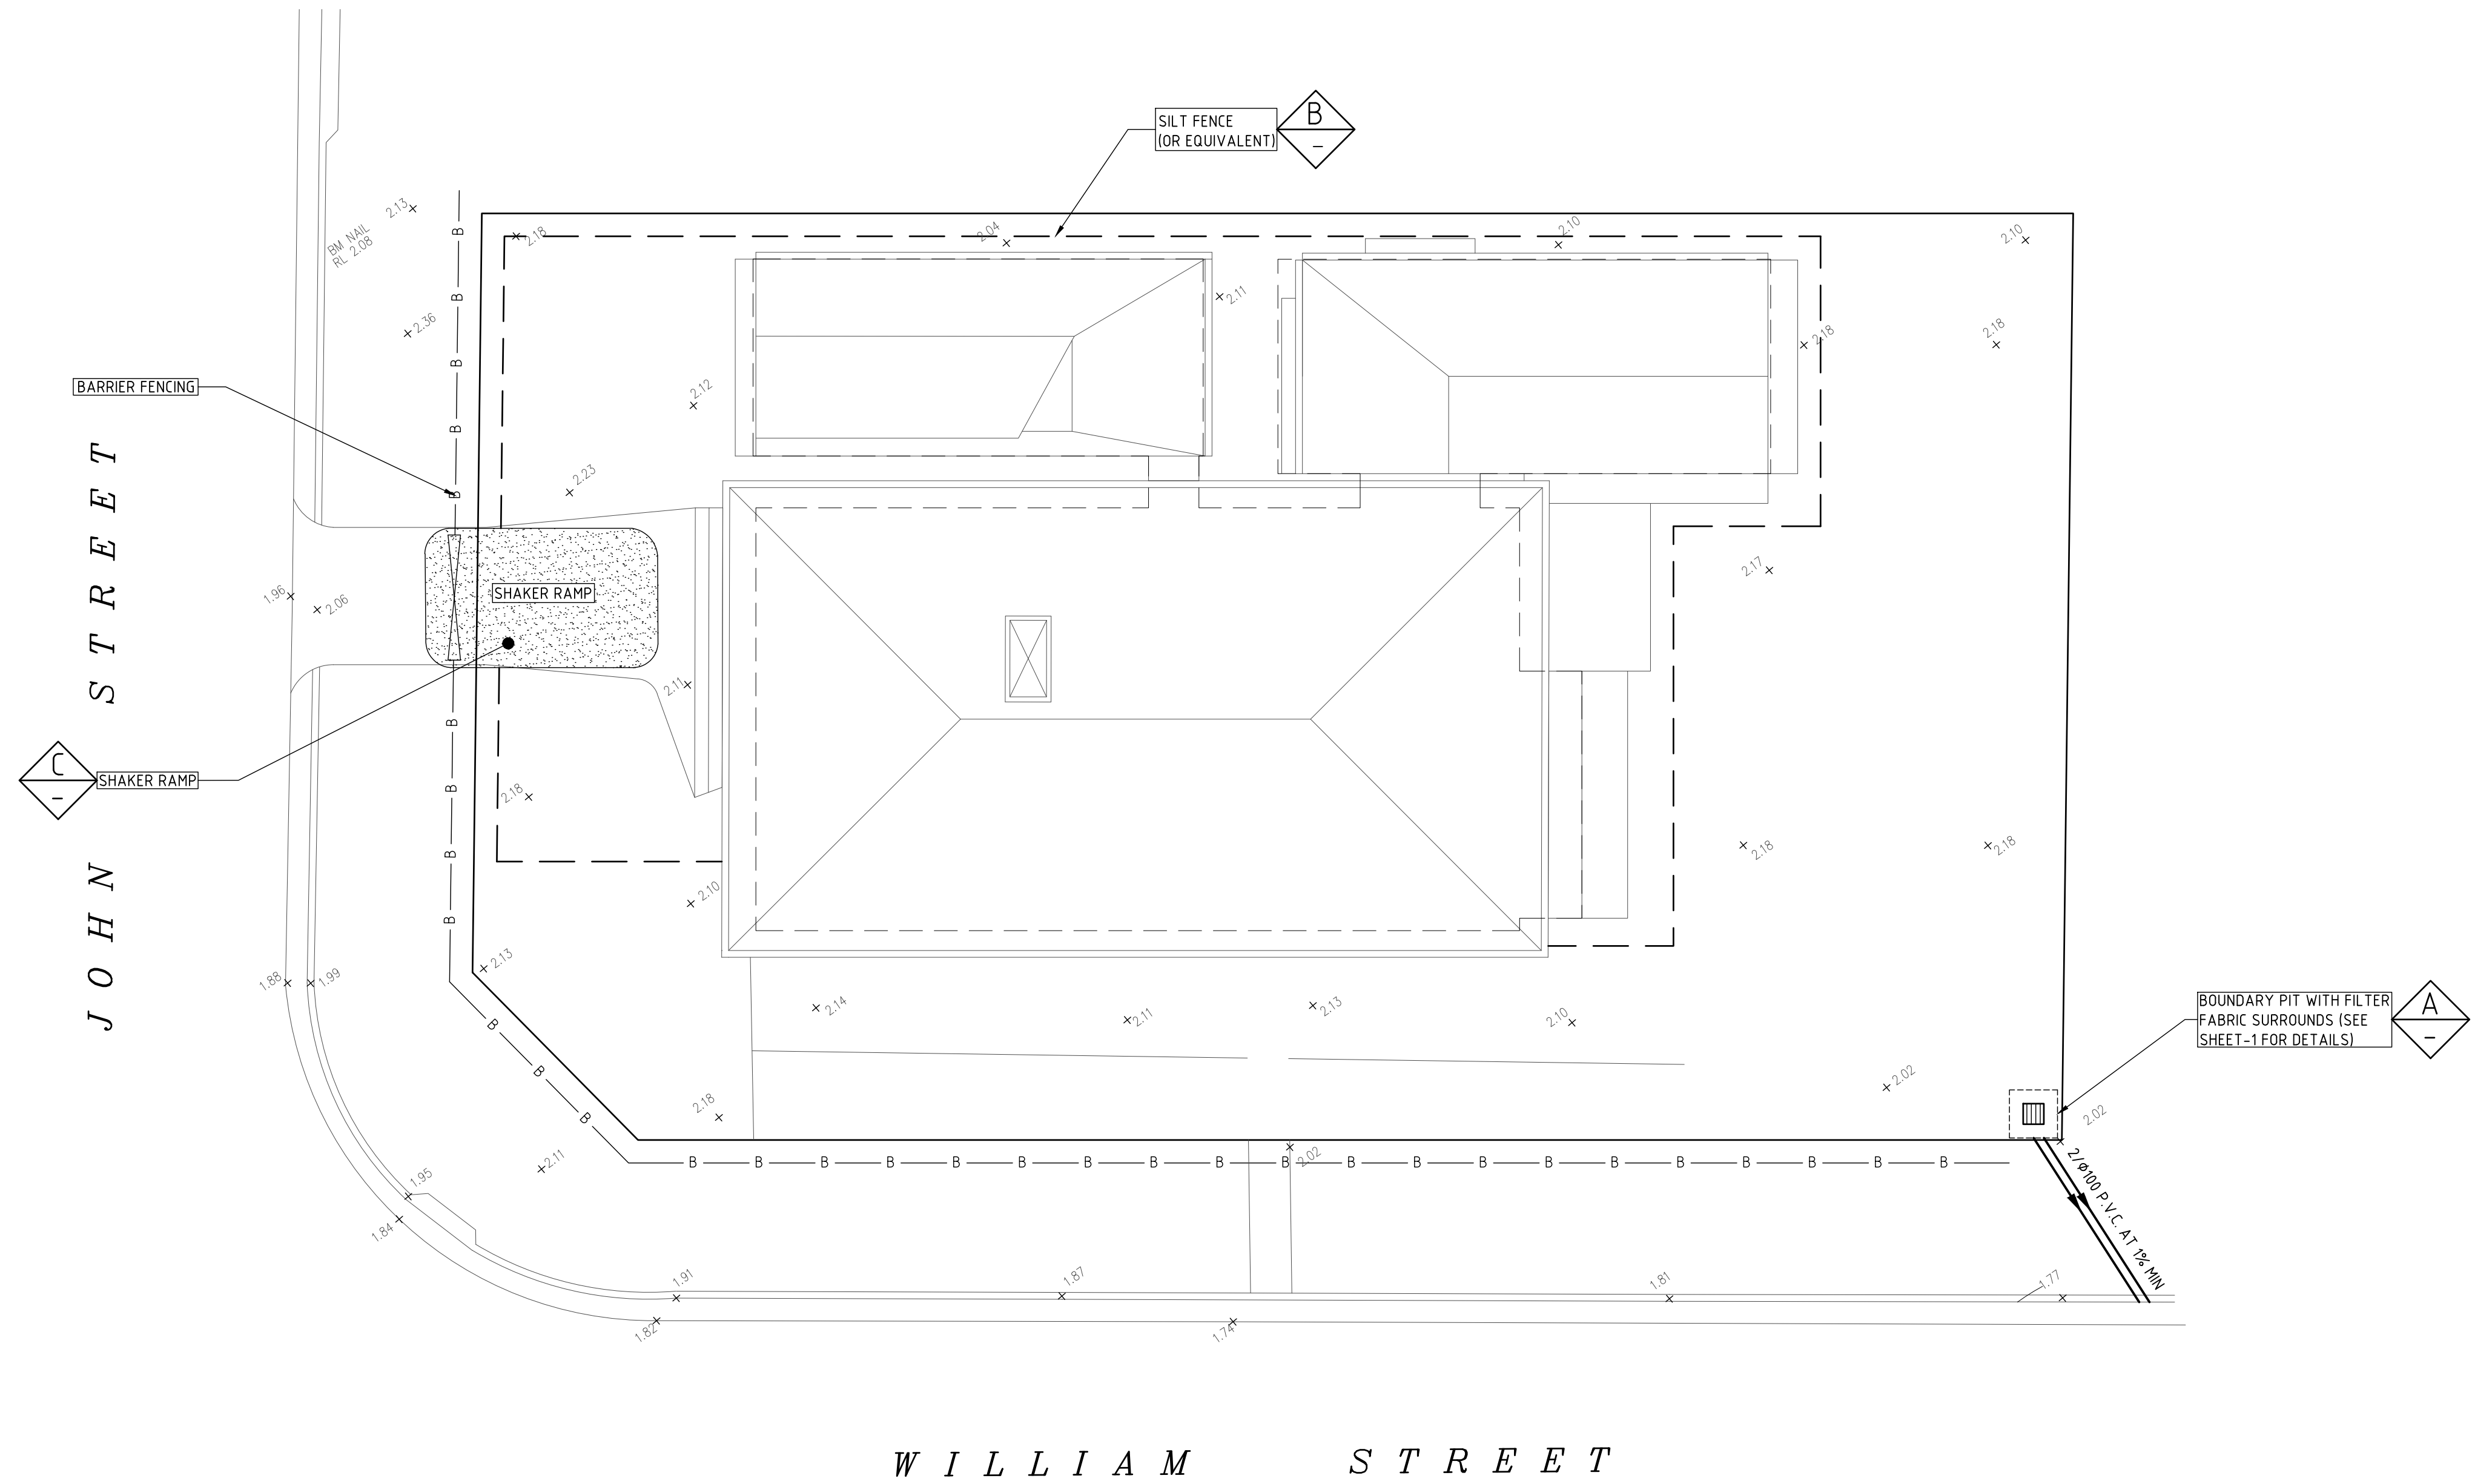 SILT FENCE
(OR EQUIVALENT)
B
-
2.13
BM NAIL
RL 2.08
2.18
2.04
2.10
2.10
2.11
2.36
2.18
2.18
BARRIER FENCING
2.12
2.23
JOHN STREET
1.96
2.06
SHAKER RAMP
2.17
2.11
C
-
SHAKER RAMP
2.18
2.18
2.18
2.10
2.13
1.88
1.99
2.14
2.11
2.13
2.10
BOUNDARY PIT WITH FILTER
FABRIC SURROUNDS (SEE
SHEET-1 FOR DETAILS)
A
-
2.18
2.02
2.02
2.11
2.02
1.95
1.84
2/ø100 P.V.C. AT 1% MIN
1.91
1.87
1.81
1.77
1.82
1.74
B B B B B
B B B B
B B B
B B B B B B B B B B B B B B B B B B B B
WILLIAM STREET